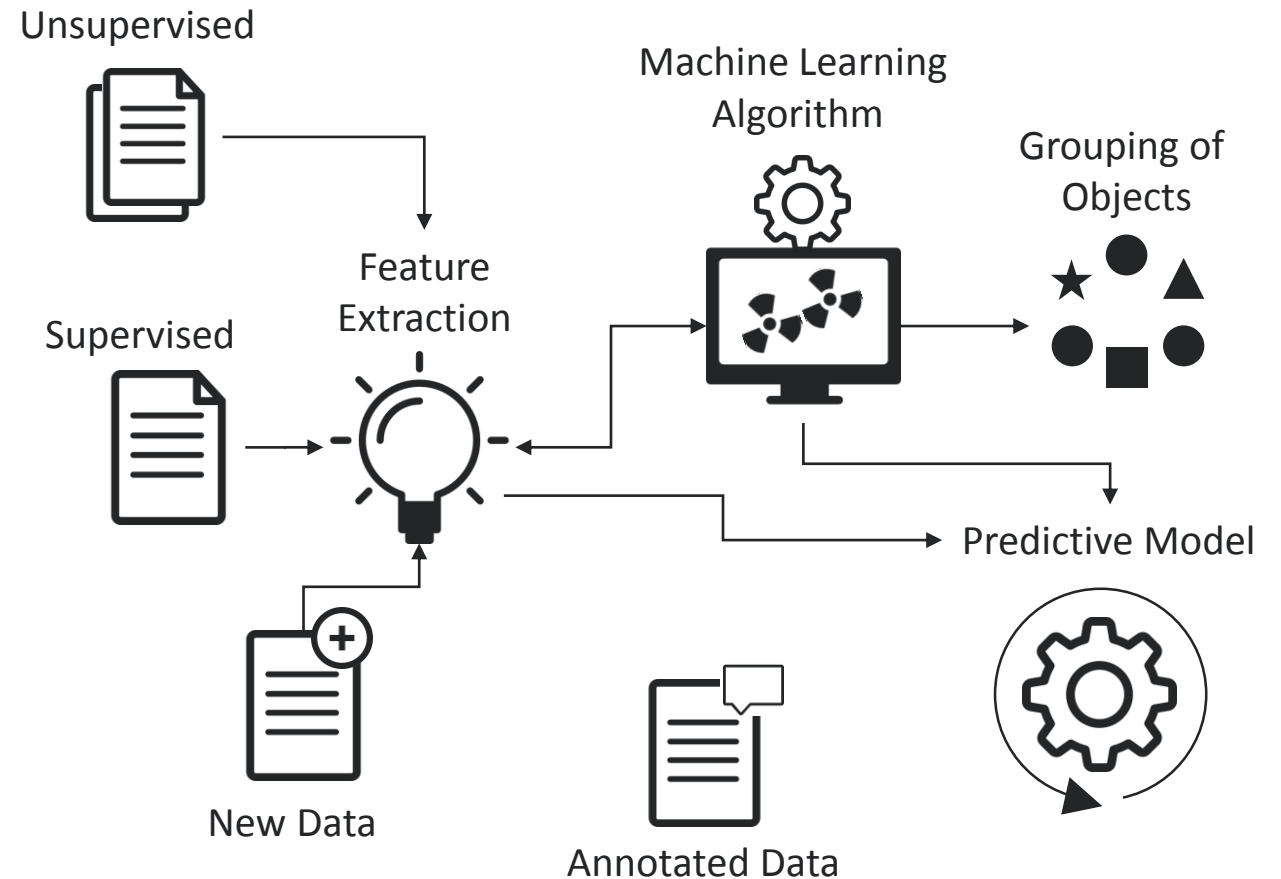 Unsupervised
Machine Learning
Algorithm
Grouping of
Objects
Feature
Extraction
Supervised
Predictive Model
New Data
Annotated Data